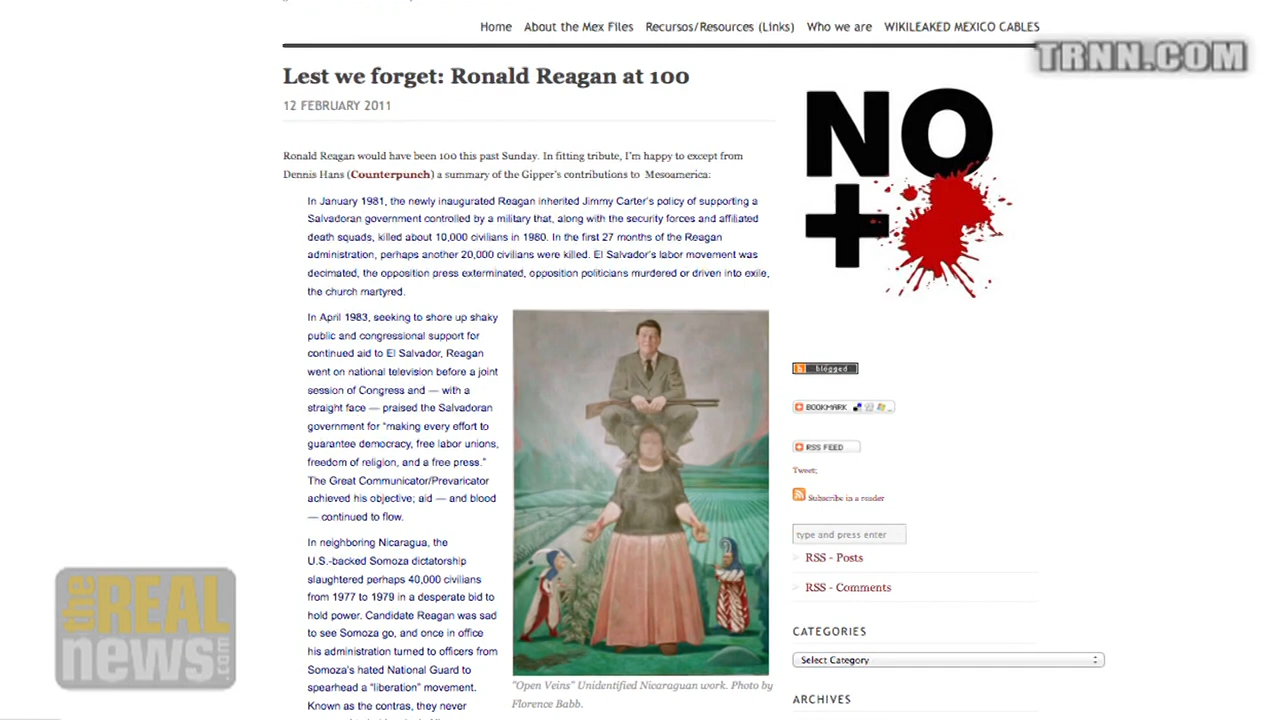 Home About the Mex Files Recursos/Resources (Links) Who we are WIKILEAKED MEXICO CABLES
TRNN.COM
Lest we forget: Ronald Reagan at 100
12 FEBRUARY 2011
Ronald Reagan would have been 100 this past Sunday. In fitting tribute, I'm happy to except from
Dennis Hans (Counterpunch) a summary of the Gipper's contributions to Mesoamerica:
In January 1981, the newly inaugurated Reagan inherited Jimmy Carter's policy of supporting a
Salvadoran government controlled by a military that, along with the security forces and affiliated
death squads, killed about 10,000 civilians in 1980. In the first 27 months of the Reagan
administration, perhaps another 20,000 civilians were killed. El Salvador's labor movement was
decimated, the opposition press exterminated, opposition politicians murdered or driven into exile,
the church martyred.
In April 1983, seeking to shore up shaky
public and congressional support for
continued aid to El Salvador, Reagan
went on national television before a joint
session of Congress and — with a
straight face — praised the Salvadoran
government for "making every effort to
guarantee democracy, free labor unions,
freedom of religion, and a free press."
The Great Communicator/Prevaricator
achieved his objective; aid — and blood
— continued to flow.
In neighboring Nicaragua, the
U.S.-backed Somoza dictatorship
slaughtered perhaps 40,000 civilians
from 1977 to 1979 in a desperate bid to
hold power. Candidate Reagan was sad
to see Somoza go, and once in office
his administration turned to officers from
Somoza's hated National Guard to
spearhead a "liberation" movement.
Known as the contras, they never
"Open Veins" Unidentified Nicaraguan work. Photo by
Florence Babb.
NO
+
blogged
BOOKMARK
RSS FEED
Tweet;
Subscribe in a reader
type and press enter
RSS - Posts
RSS - Comments
CATEGORIES
Select Category
ARCHIVES
the REAL
news.com